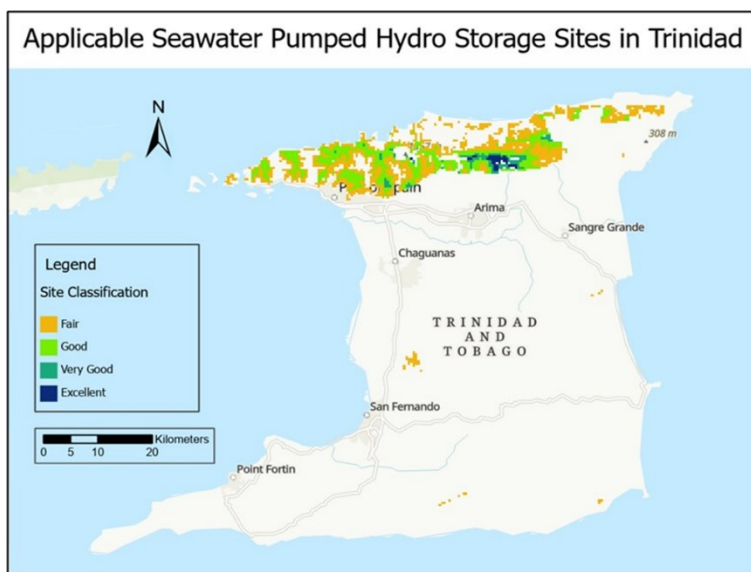 Applicable Seawater Pumped Hydro Storage Sites in Trinidad
N
308 m
Arima
Sangre Grande
Chaguanas
Legend
Site Classification
Fair
Good
Very Good
Excellent
TRINIDAD
AND
TOBAGO
San Fernando
Kilometers
0 5 10 20
Point Fortin